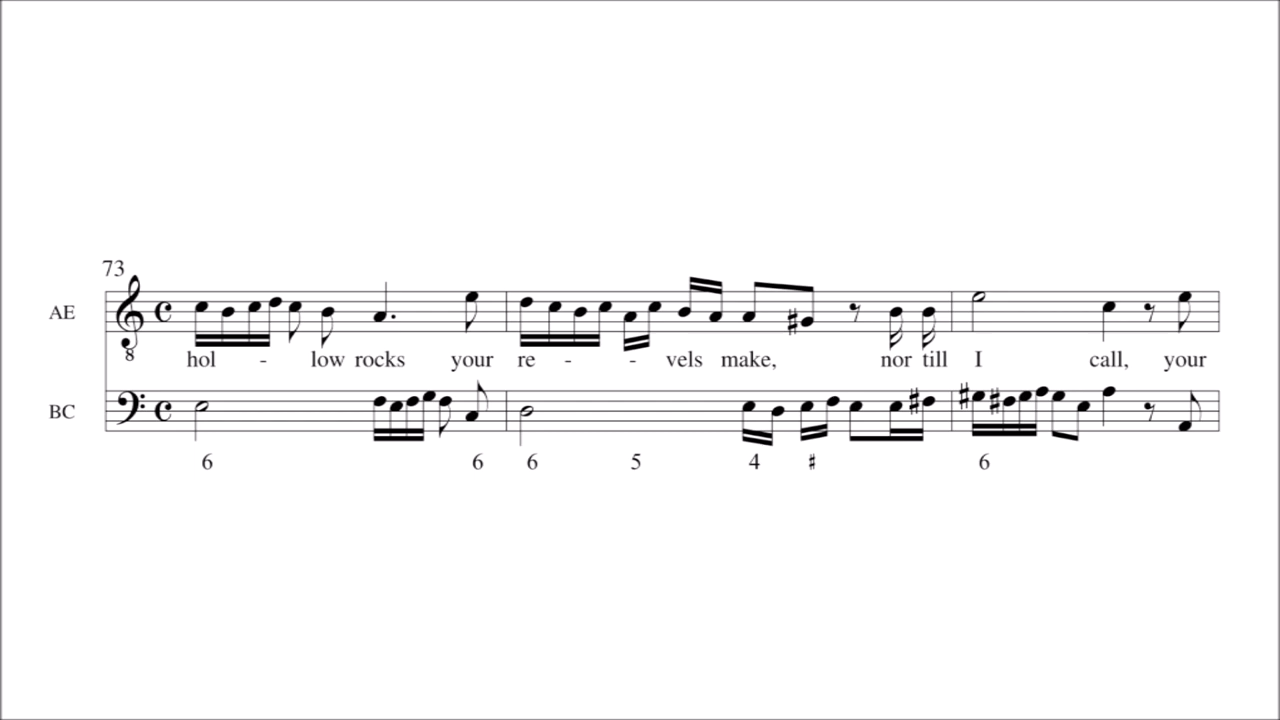 73
AE
8
hol - low rocks your re - - vels make, nor till I call, your
BC
6 6 6 5 4 ♯ 6